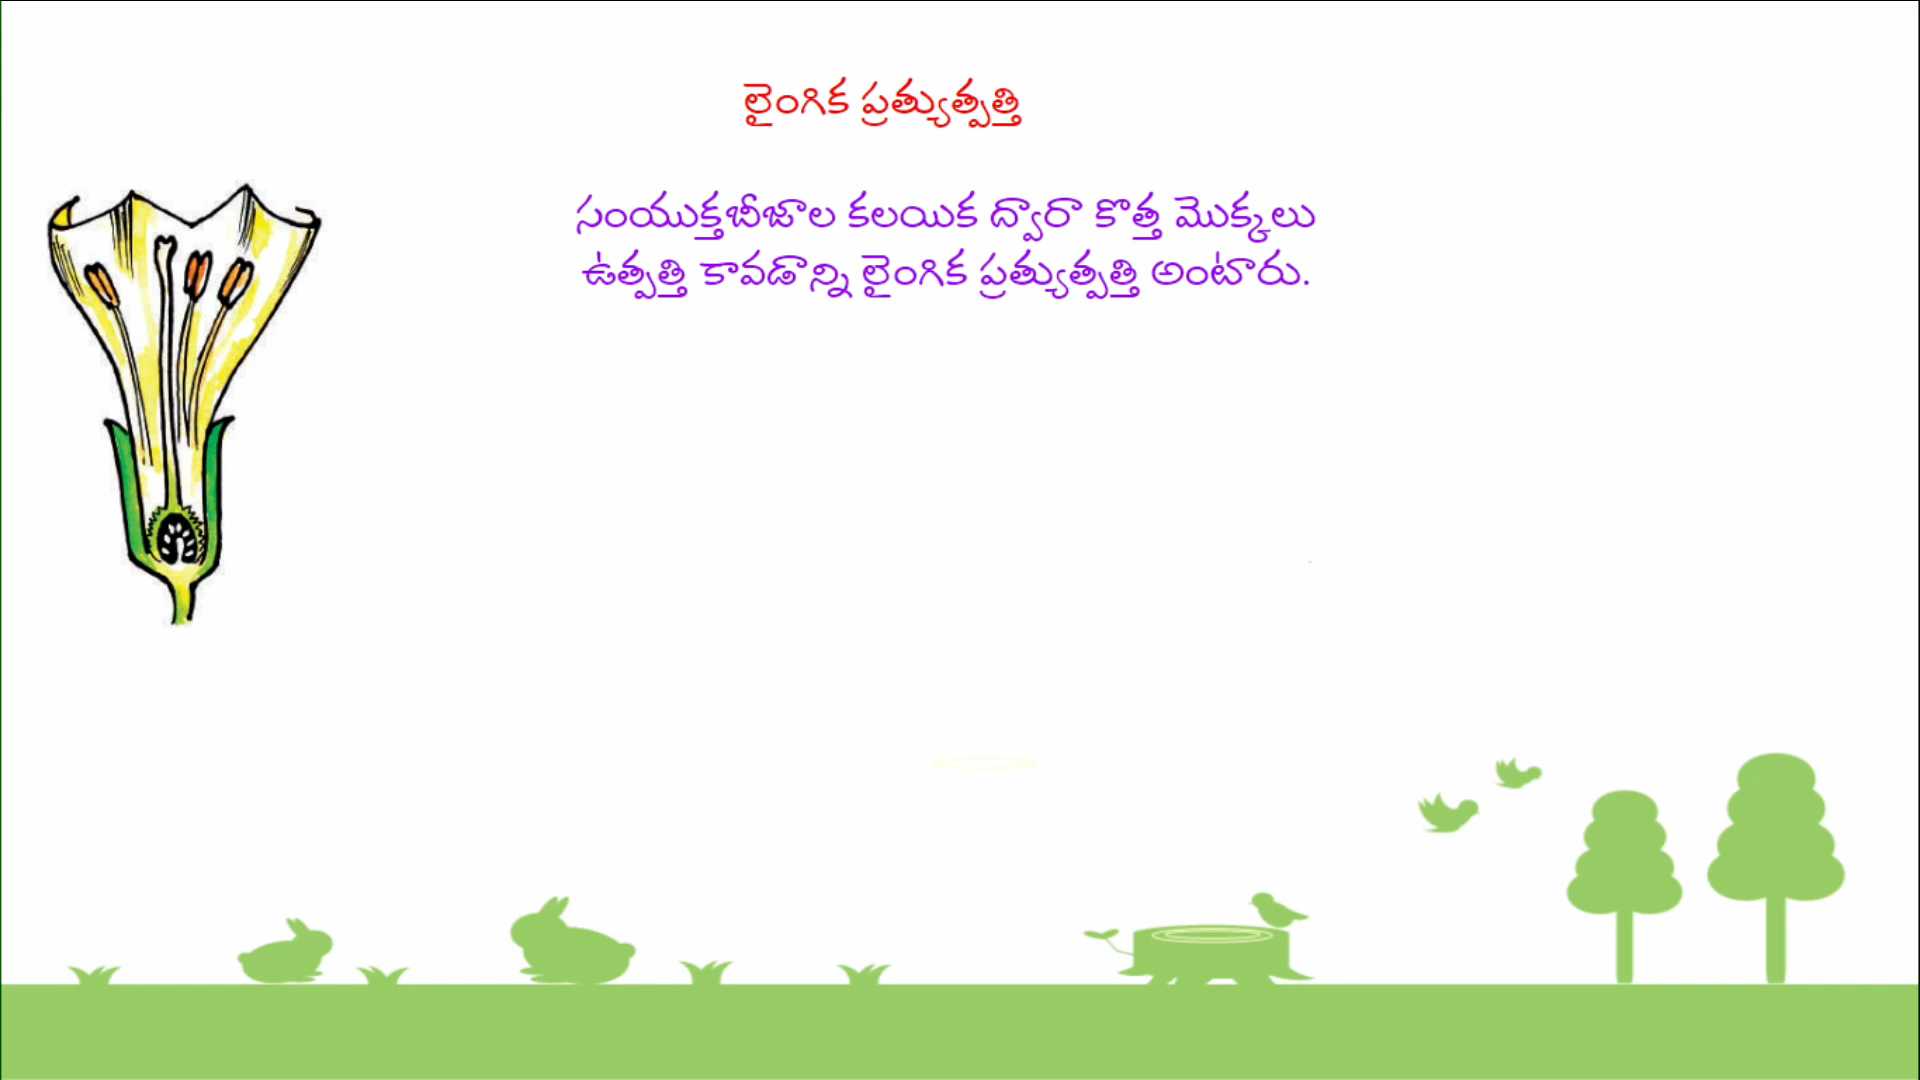 లైంగిక ప్రత్యుత్పత్తి
సంయుక్తబీజాల కలయిక ద్వారా కొత్త మొక్కలు
ఉత్పత్తి కావడాన్ని లైంగిక ప్రత్యుత్పత్తి అంటారు.